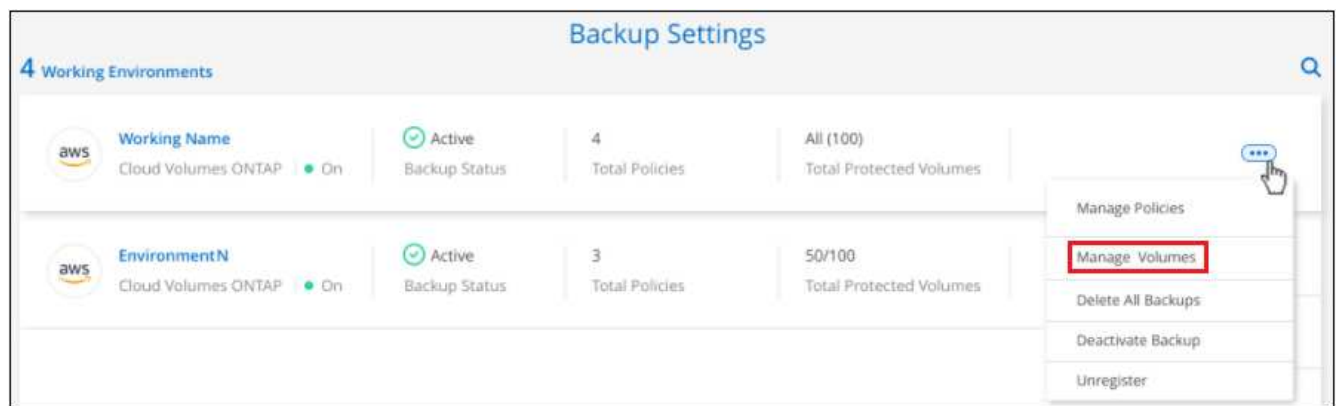 Backup Settings
4 Working Environments
aws
Working Name
Cloud Volumes ONTAP On
Active
Backup Status
4
Total Policies
All (100)
Total Protected Volumes
Manage Policies
Manage Volumes
Delete All Backups
Deactivate Backup
Unregister
aws
EnvironmentN
Cloud Volumes ONTAP On
Active
Backup Status
3
Total Policies
50/100
Total Protected Volumes